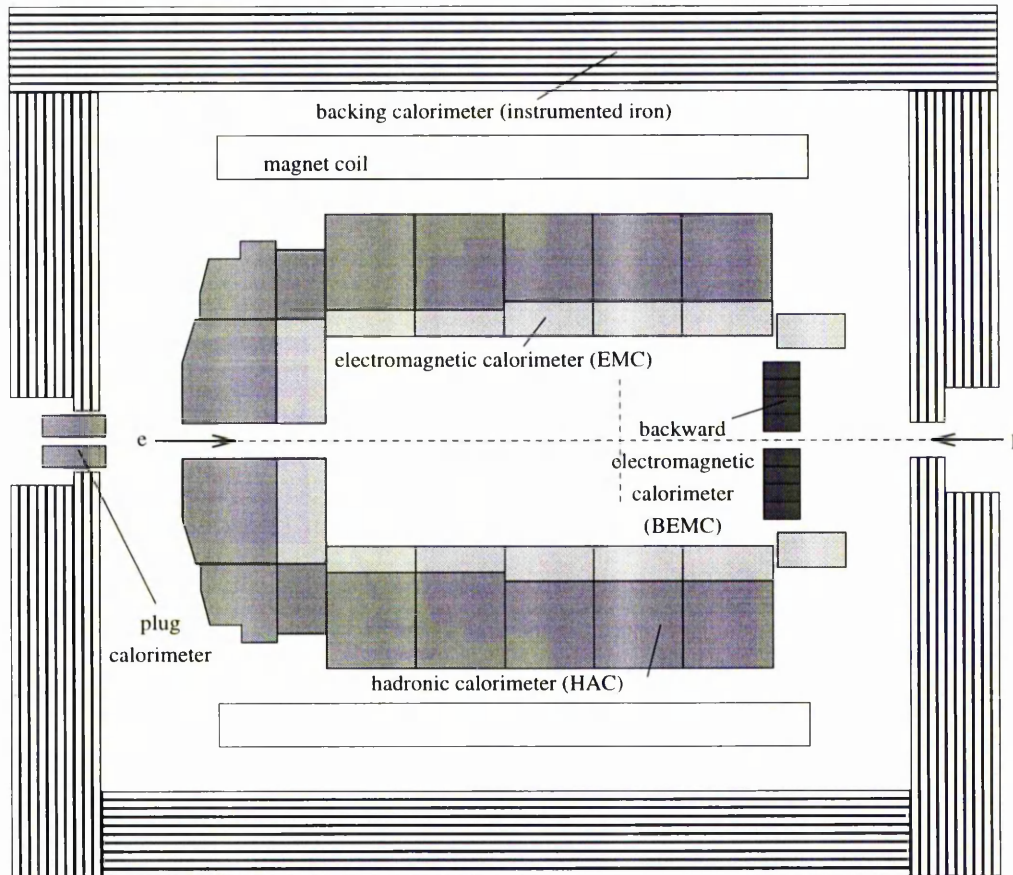 backing calorimeter (instrumented iron)
magnet coil
electromagnetic calorimeter (EMC)
e
backward
electromagnetic
calorimeter
(BEMC)
plug
calorimeter
hadronic calorimeter (HAC)